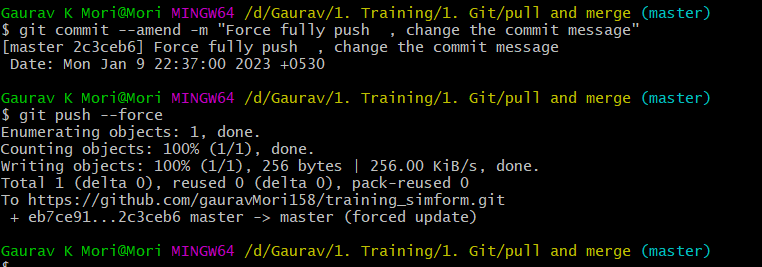 Gaurav K Mori@Mori MINGW64 /d/Gaurav/1. Training/1. Git/pull and merge (master)
$ git commit --amend -m "Force fully push  , change the commit message"
[master 2c3ceb6] Force fully push  , change the commit message
 Date: Mon Jan 9 22:37:00 2023 +0530
Gaurav K Mori@Mori MINGW64 /d/Gaurav/1. Training/1. Git/pull and merge (master)
$ git push --force
Enumerating objects: 1, done.
Counting objects: 100% (1/1), done.
Writing objects: 100% (1/1), 256 bytes | 256.00 KiB/s, done.
Total 1 (delta 0), reused 0 (delta 0), pack-reused 0
To https://github.com/gauravMori158/training_simform.git
 + eb7ce91...2c3ceb6 master -> master (forced update)
Gaurav K Mori@Mori MINGW64 /d/Gaurav/1. Training/1. Git/pull and merge (master)
$